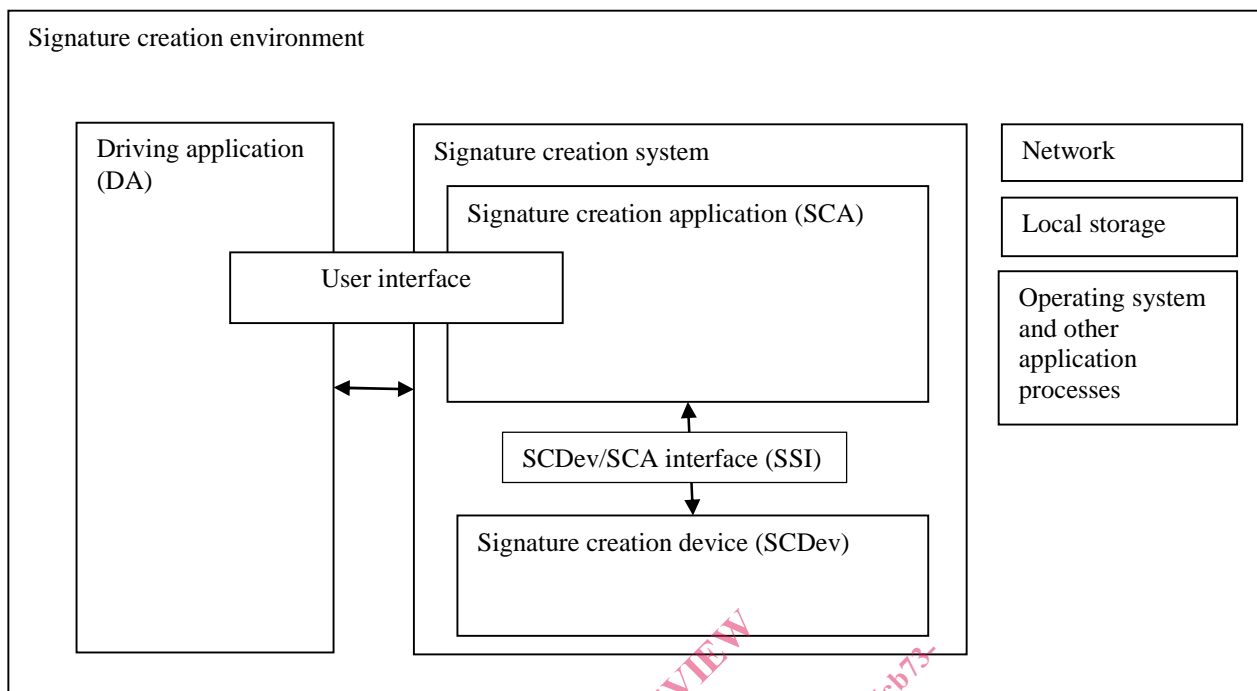 Signature creation environment
Driving application
(DA)
Signature creation system
Signature creation application (SCA)
User interface
SCDev/SCA interface (SSI)
Signature creation device (SCDev)
Network
Local storage
Operating system
and other
application
processes